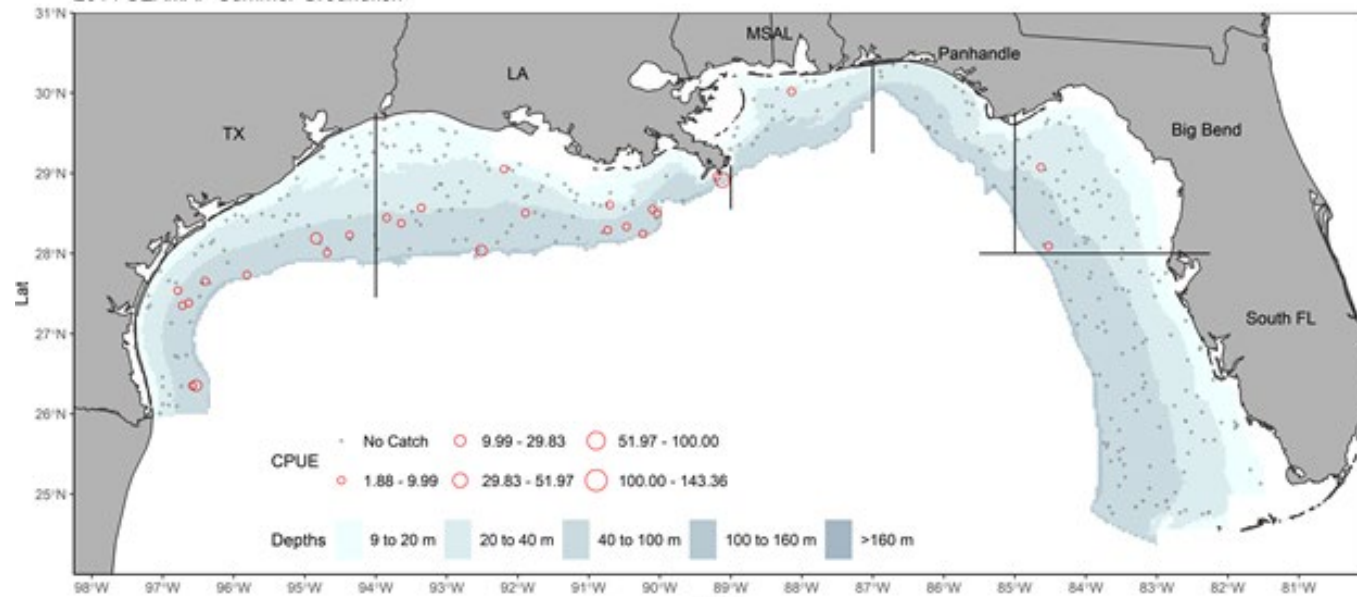 31°N
30°N
29°N
28°N
27°N
26°N
25°N
Lat
TX
LA
MSAL
Panhandle
Big Bend
South FL
CPUE
No Catch
9.99 - 29.83
51.97 - 100.00
1.88 - 9.99
29.83 - 51.97
100.00 - 143.36
Depths
9 to 20 m
20 to 40 m
40 to 100 m
100 to 160 m
>160 m
98°W 97°W 96°W 95°W 94°W 93°W 92°W 91°W 90°W 89°W 88°W 87°W 86°W 85°W 84°W 83°W 82°W 81°W